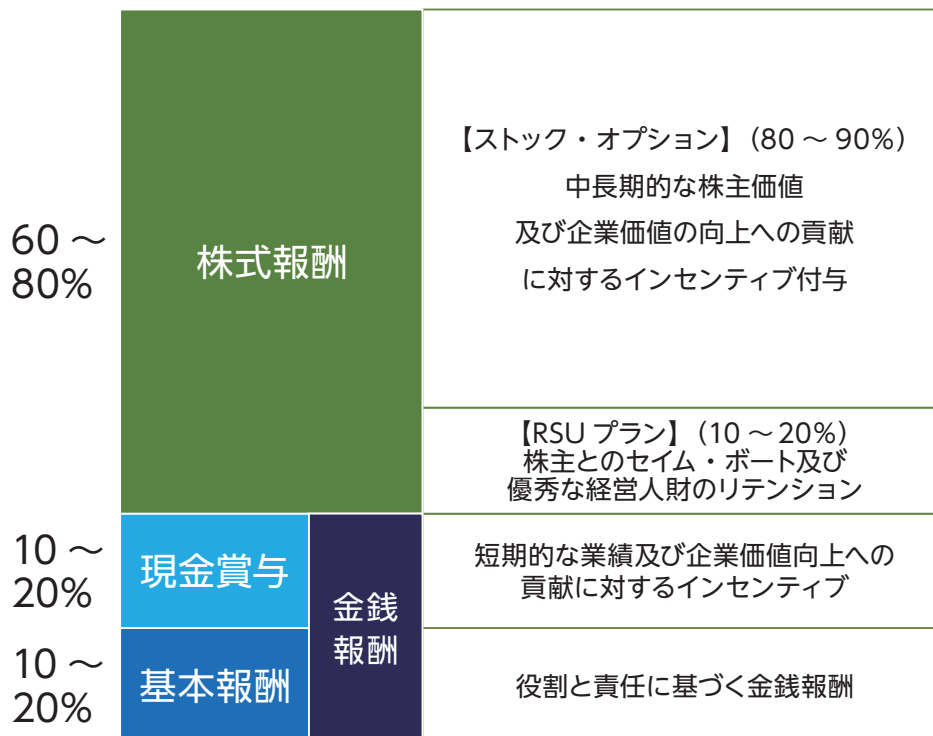 60 ～
80%
株式報酬
【ストック・オプション】（80 ～ 90%）
中長期的な株主価値
及び企業価値の向上への貢献
に対するインセンティブ付与
【RSU プラン】（10 ～ 20%）
株主とのセイム・ボート及び
優秀な経営人財のリテンション
10 ～
20%
現金賞与
金銭
報酬
短期的な業績及び企業価値向上への
貢献に対するインセンティブ
10 ～
20%
基本報酬
役割と責任に基づく金銭報酬